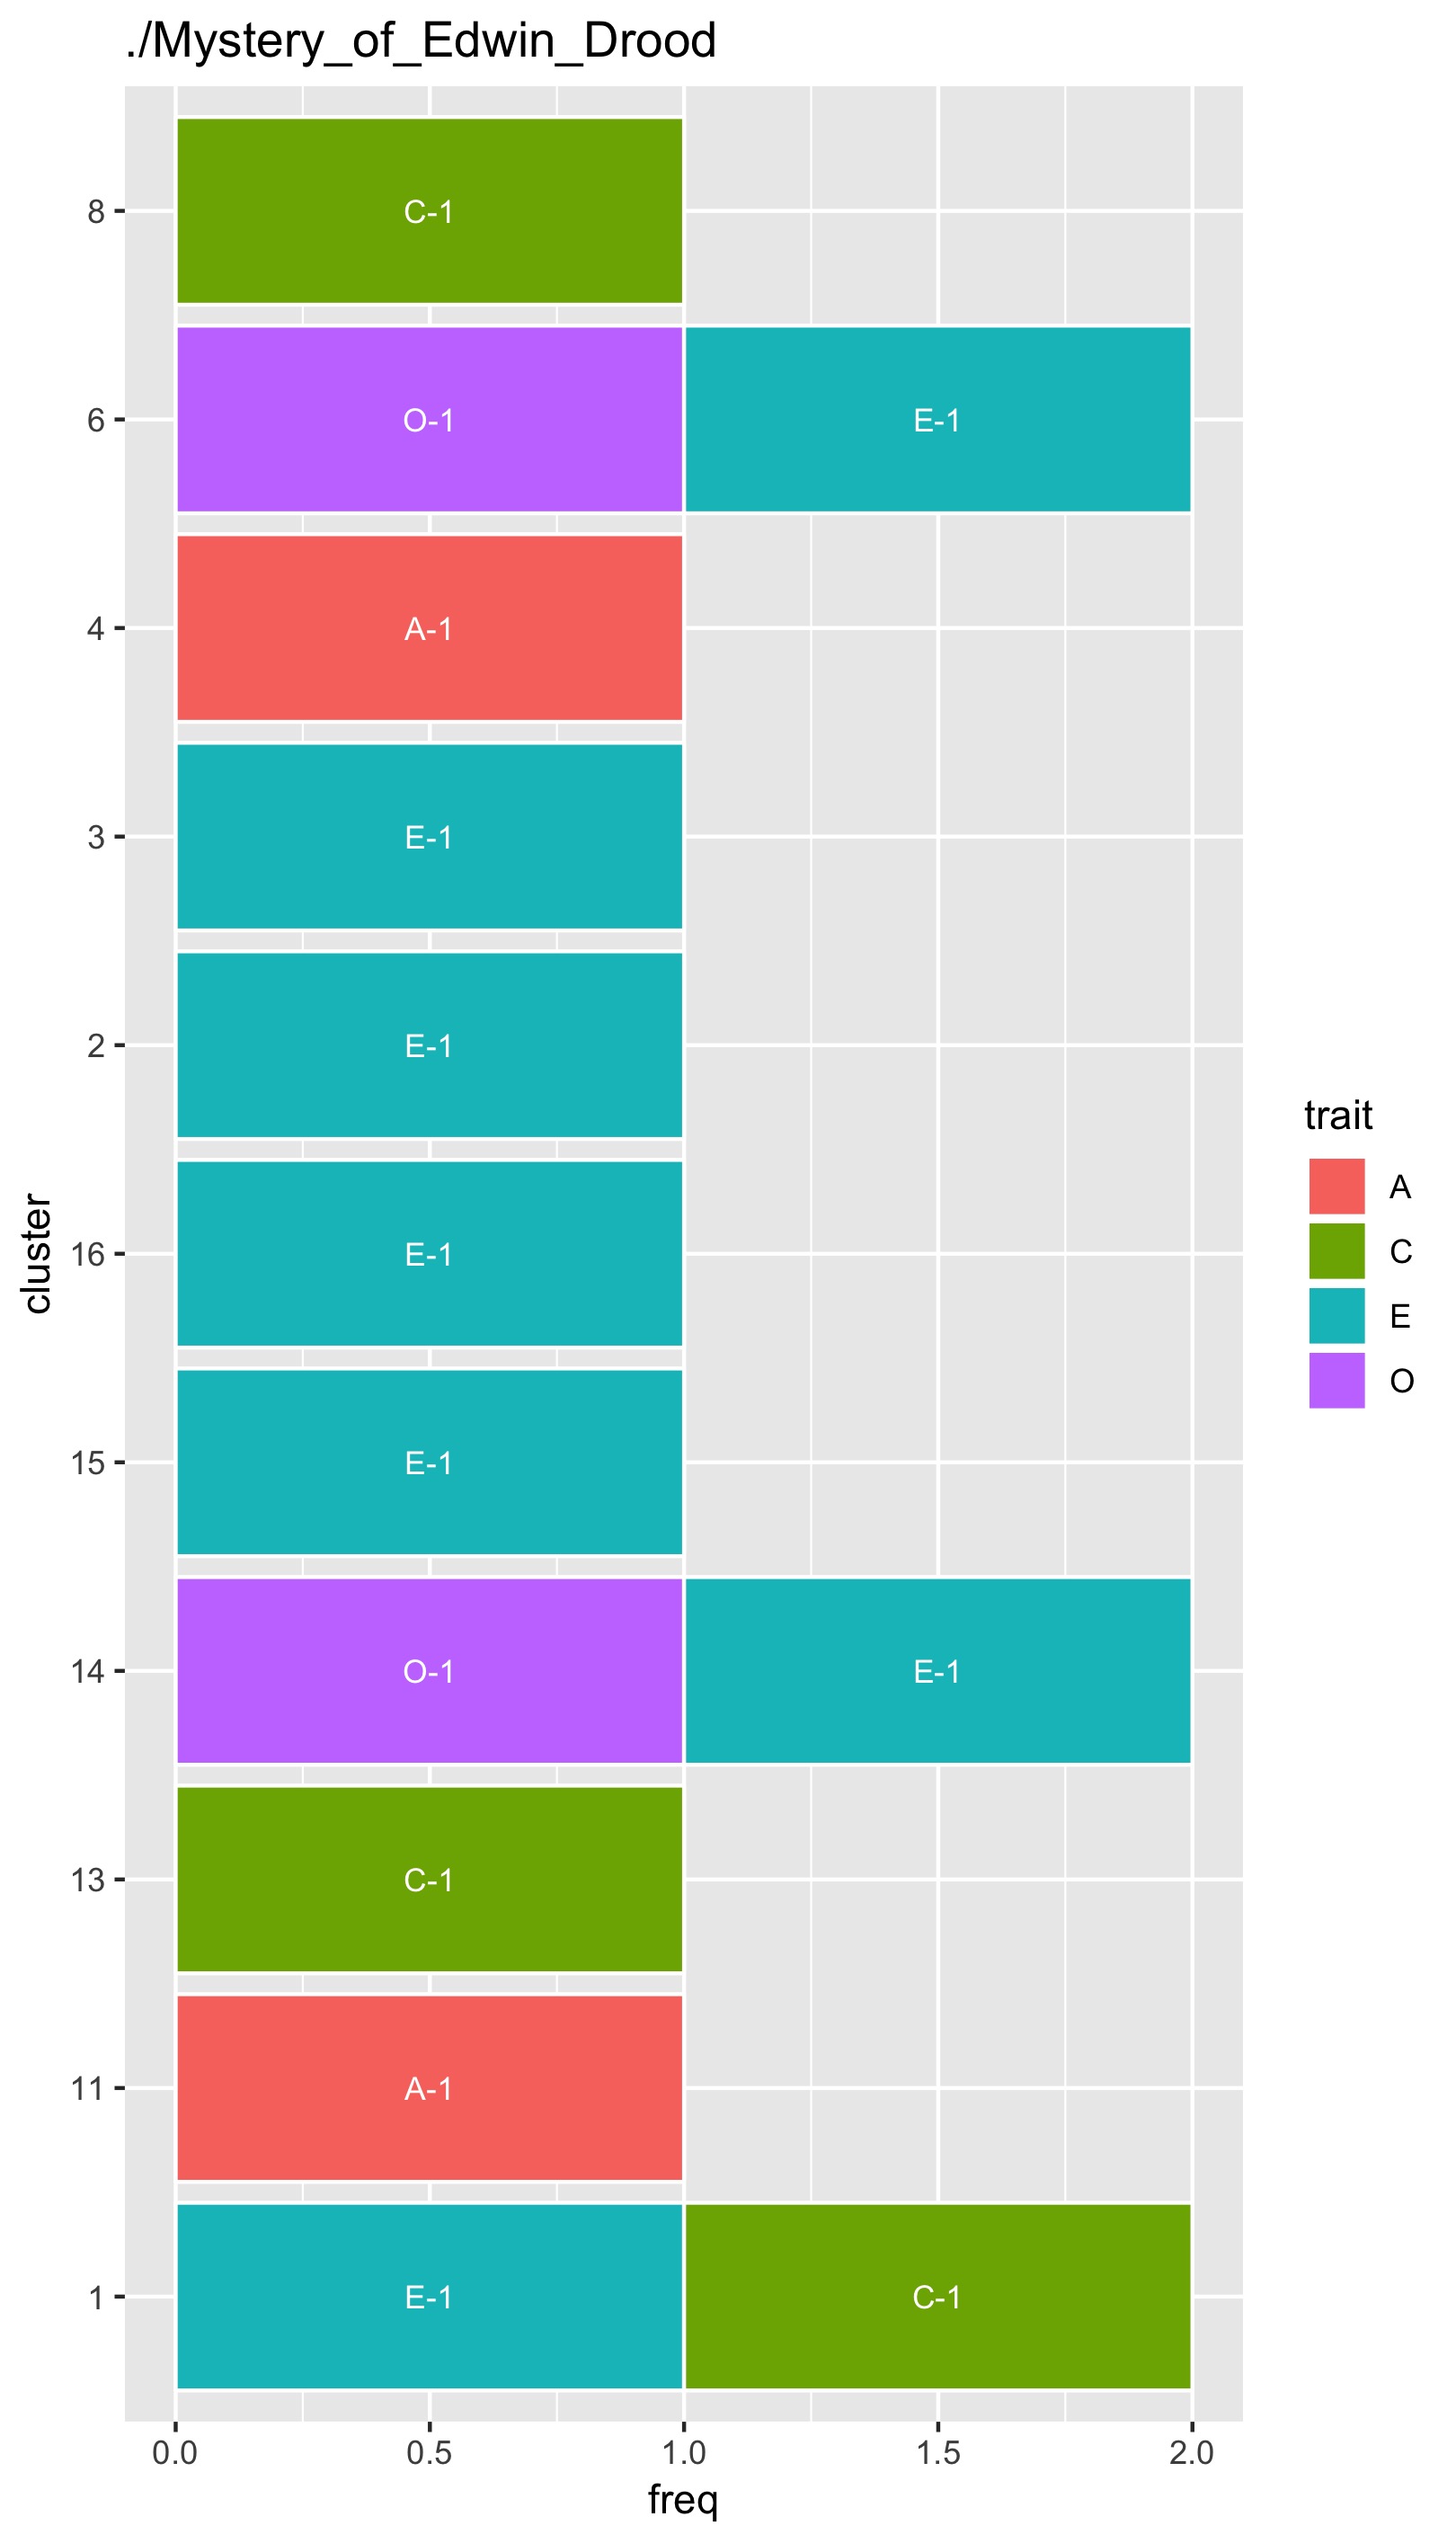 ./Mystery_of_Edwin_Drood
8
C-1
6
O-1 E-1
4
A-1
3
E-1
2
E-1
16
E-1
15
E-1
14
O-1 E-1
13
C-1
11
A-1
1
E-1 C-1
0.0 0.5 1.0 1.5 2.0
freq
cluster
trait
A
C
E
O